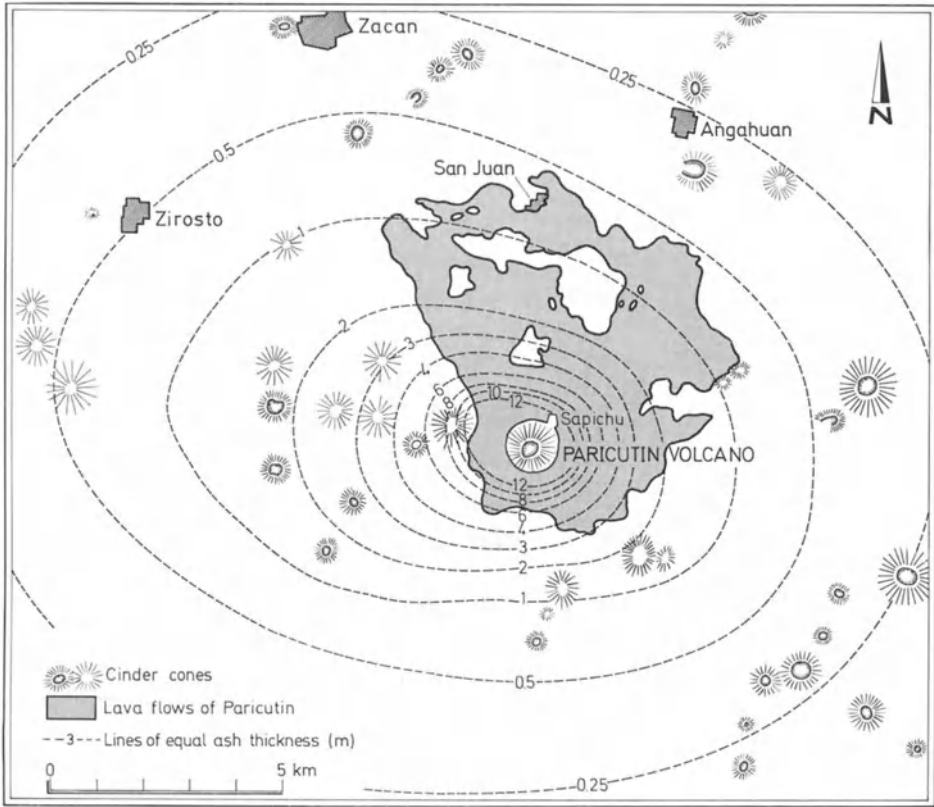 Zacan
0.25
0.25
N
Angahuan
0.5
San Juan
Zirosto
1
2
3
4
6
8
10
12
Sapichu
PARICUTIN VOLCANO
12
8
6
4
3
2
1
0.5
0.25
Cinder cones
Lava flows of Paricutin
--3--- Lines of equal ash thickness (m)
0 5 km